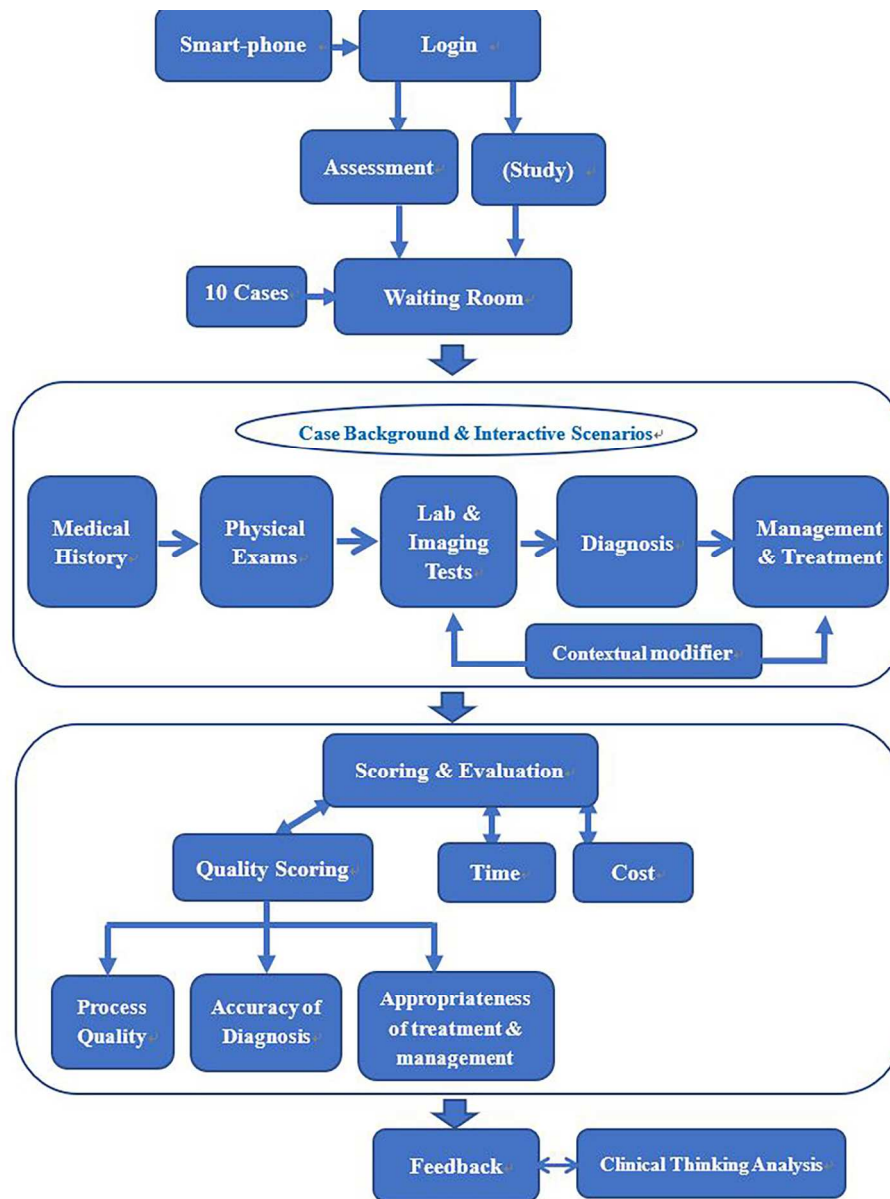 Smart-phone
Login
Assessment
(Study)
10 Cases
Waiting Room
Case Background & Interactive Scenarios
Medical
History
Physical
Exams
Lab &
Imaging
Tests
Diagnosis
Management
& Treatment
Contextual modifier
Scoring & Evaluation
Quality Scoring
Time
Cost
Process
Quality
Accuracy of
Diagnosis
Appropriateness
of treatment &
management
Feedback
Clinical Thinking Analysis